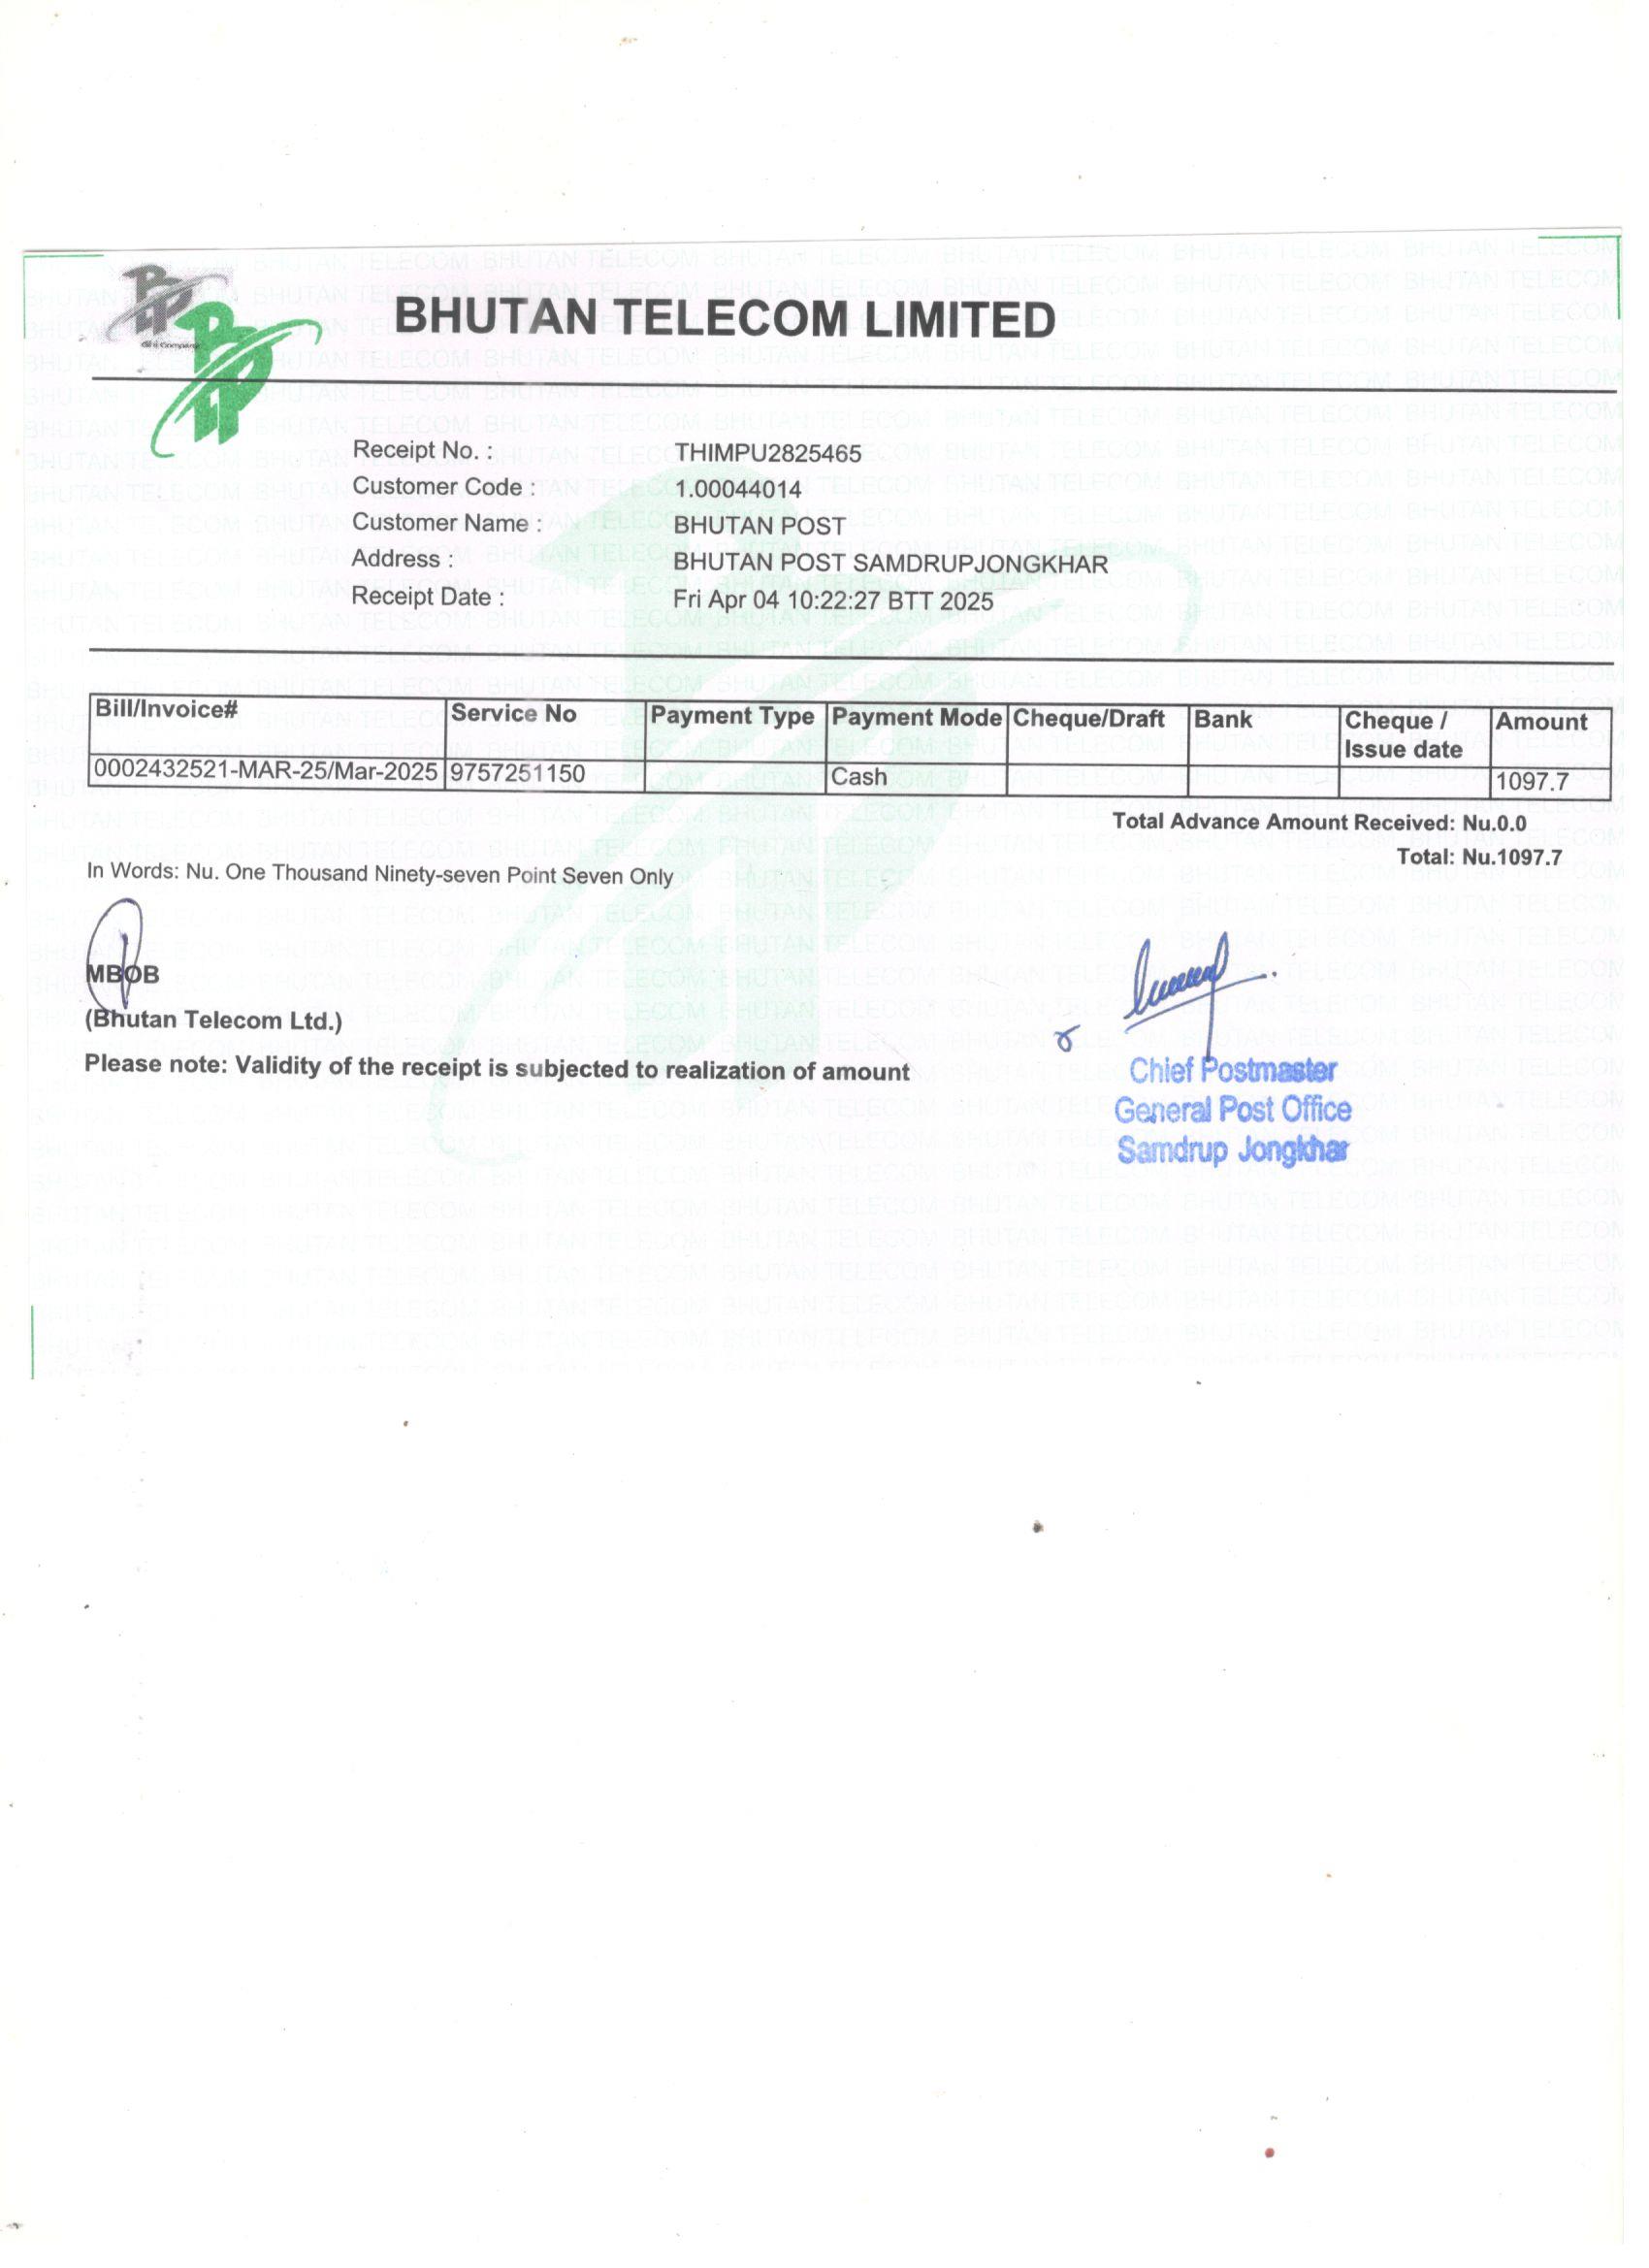 BHUTAN TELECOM LIMITED
Receipt No. : THIMPU2825465
Customer Code : 1.00044014
Customer Name : BHUTAN POST
Address : BHUTAN POST SAMDRUPJONGKHAR
Receipt Date : Fri Apr 04 10:22:27 BTT 2025
Bill/Invoice# Service No Payment Type Payment Mode Cheque/Draft Bank Cheque / Issue date Amount
0002432521-MAR-25/Mar-2025 9757251150 Cash 1097.7
Total Advance Amount Received: Nu.0.0
Total: Nu.1097.7
In Words: Nu. One Thousand Ninety-seven Point Seven Only
MBOB
(Bhutan Telecom Ltd.)
Please note: Validity of the receipt is subjected to realization of amount
Chief Postmaster
General Post Office
Samdrup Jongkhar